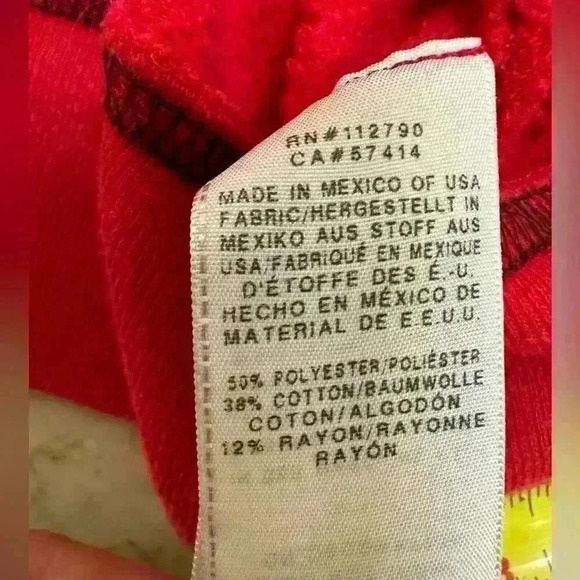 RN#112790
CA#57414
MADE IN MEXICO OF USA
FABRIC/HERGESTELLT IN
MEXIKO AUS STOFF AUS
USA/FABRIQUÉ EN MEXIQUE
D'ÉTOFFE DES É.-U.
HECHO EN MÉXICO DE
MATERIAL DE E.E.U.U.
50% POLYESTER/POLIÉSTER
38% COTTON/BAUMWOLLE
COTON/ALGODÓN
12% RAYON/RAYONNE
RAYÓN